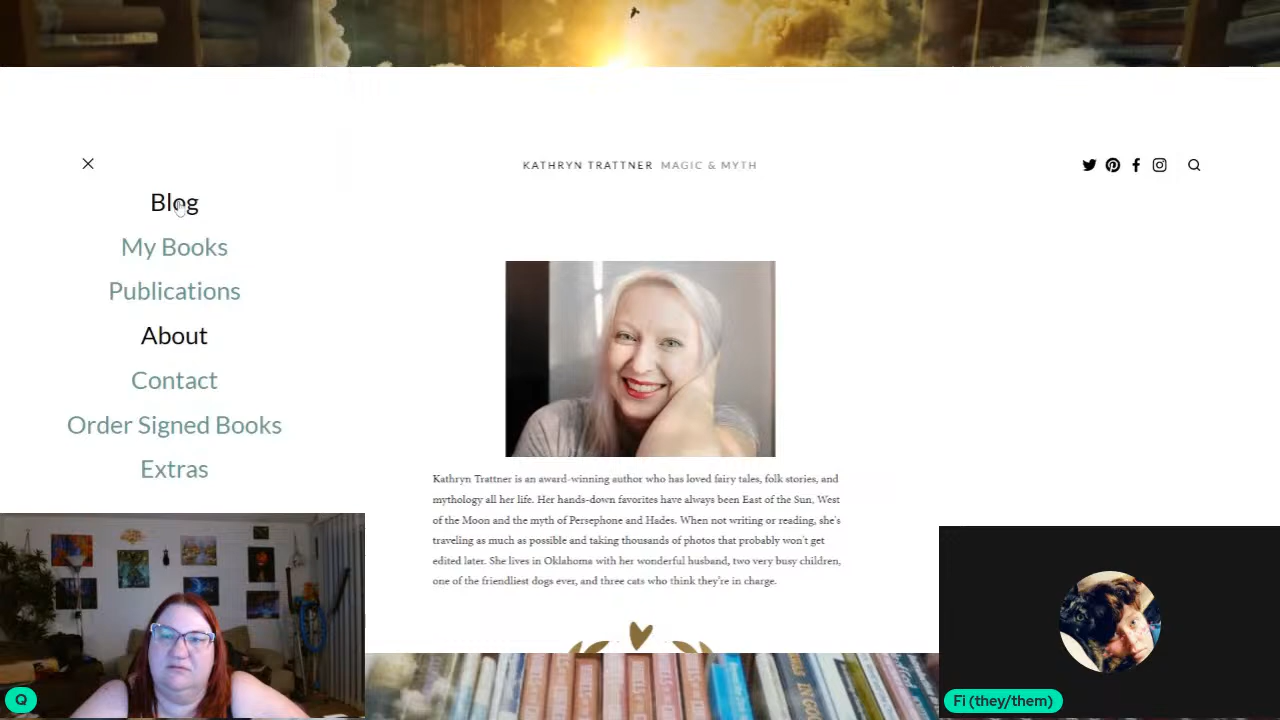 KATHRYN TRATTNER MAGIC & MYTH
Blog
My Books
Publications
About
Contact
Order Signed Books
Extras
Kathryn Trattner is an award-winning author who has loved fairy tales, folk stories, and
mythology all her life. Her hands-down favorites have always been East of the Sun, West
of the Moon and the myth of Persephone and Hades. When not writing or reading, she's
traveling as much as possible and taking thousands of photos that probably won't get
edited later. She lives in Oklahoma with her wonderful husband, two very busy children,
one of the friendliest dogs ever, and three cats who think they're in charge.
Q
Fi (they/them)